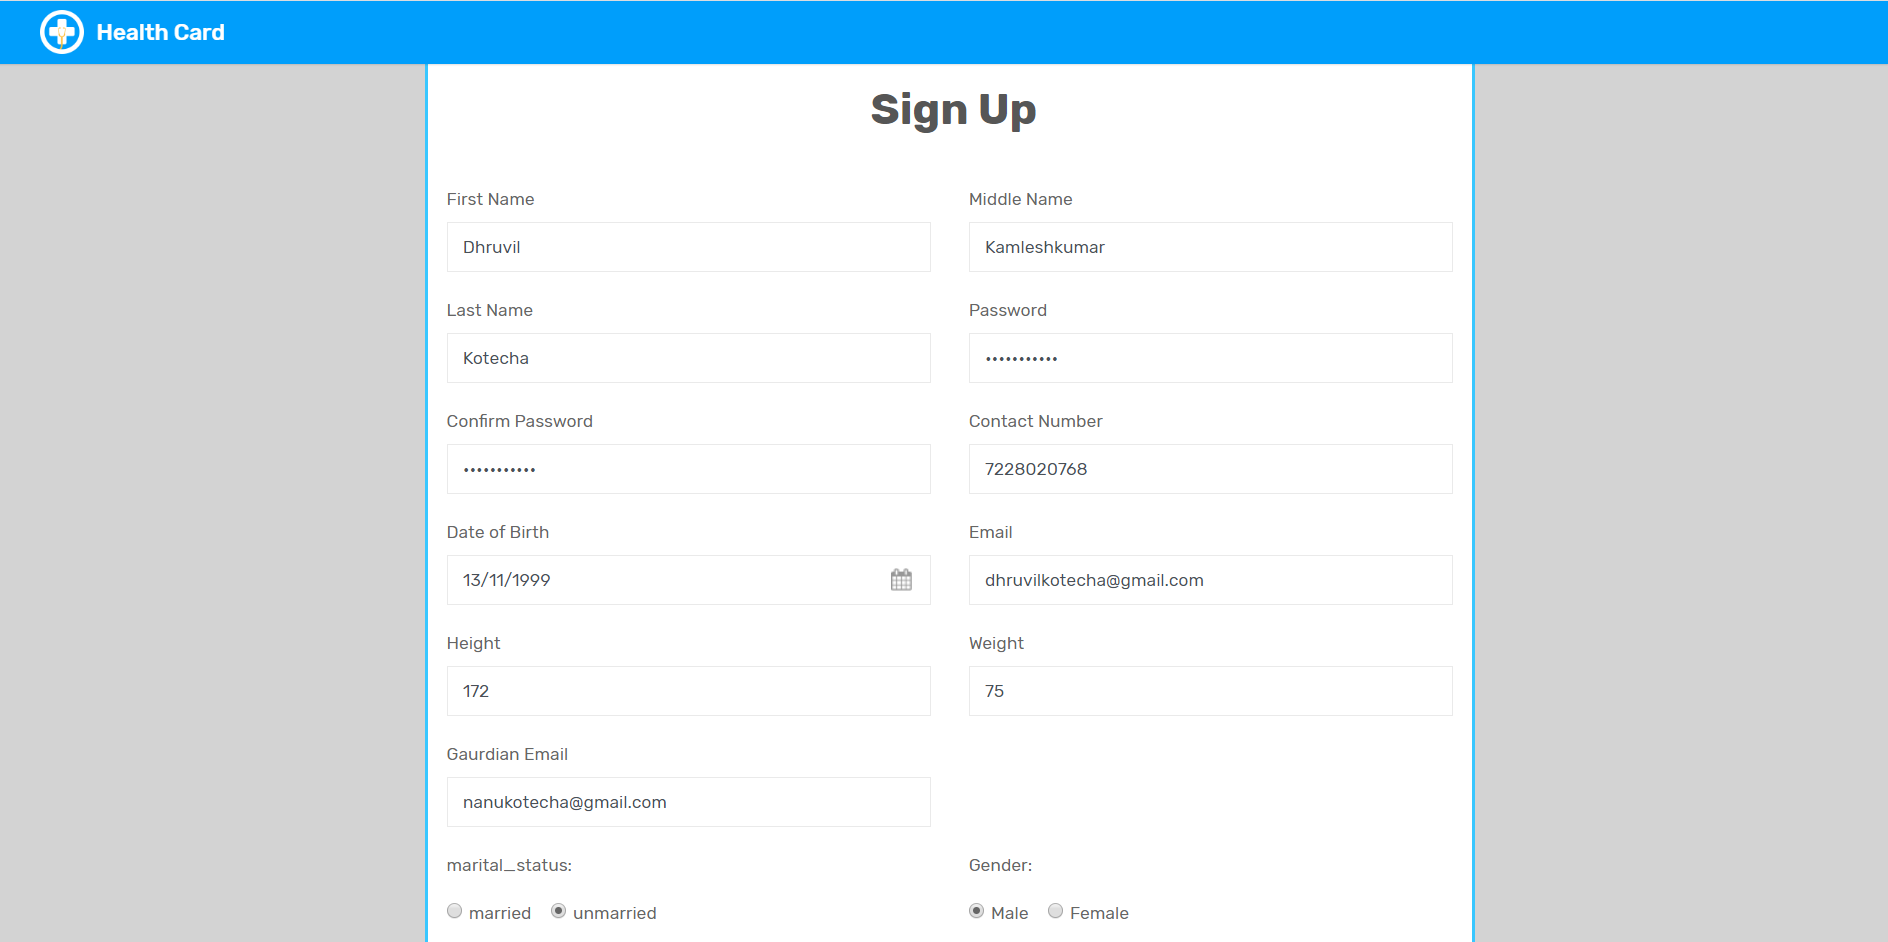 Health Card
Sign Up
First Name Middle Name
Dhruvil Kamleshkumar
Last Name Password
Kotecha •••••••••••
Confirm Password Contact Number
••••••••••• 7228020768
Date of Birth Email
13/11/1999 dhruvilkotecha@gmail.com
Height Weight
172 75
Gaurdian Email
nanukotecha@gmail.com
marital_status: Gender:
married unmarried Male Female